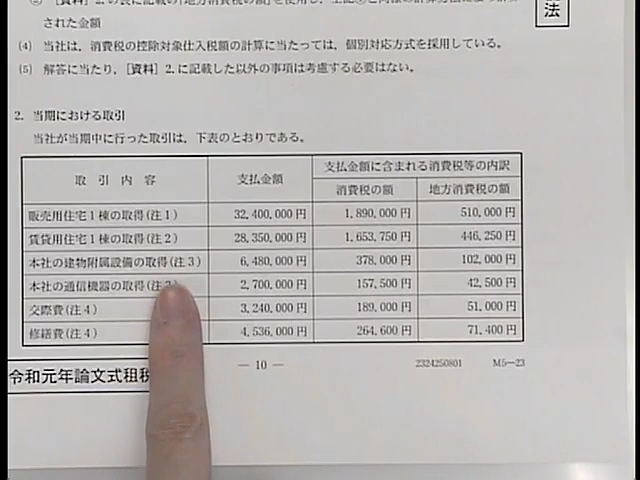 された金額
(4) 当社は、消費税の控除対象仕入税額の計算に当たっては、個別対応方式を採用している。
(5) 解答に当たり、[資料] 2.に記載した以外の事項は考慮する必要はない。
法
2. 当期における取引
当社が当期中に行った取引は、下表のとおりである。
取引内容 支払金額 支払金額に含まれる消費税等の内訳
消費税の額 地方消費税の額
販売用住宅1棟の取得(注1) 32,400,000円 1,890,000円 510,000円
賃貸用住宅1棟の取得(注2) 28,350,000円 1,653,750円 446,250円
本社の建物附属設備の取得(注3) 6,480,000円 378,000円 102,000円
本社の通信機器の取得(注 2,700,000円 157,500円 42,500円
交際費(注4) 3,240,000円 189,000円 51,000円
修繕費(注4) 4,536,000円 264,600円 71,400円
— 10 — 2324250801 M5—23
令和元年論文式租税